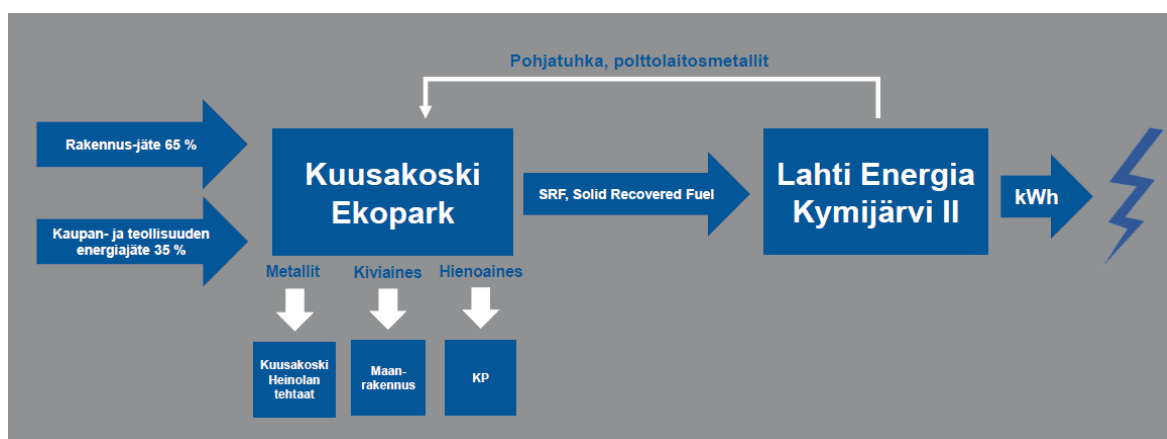 Pohjatuhka, polttolaitosmetallit
Rakennus-jäte 65 %
Kaupan- ja teollisuuden
energiajäte 35 %
Kuusakoski
Ekopark
SRF, Solid Recovered Fuel
Lahti Energia
Kymijärvi II
kWh
Metallit
Kiviaines
Hienoaines
Kuusakoski
Heinolan
tehtaat
Maan-
rakennus
KP